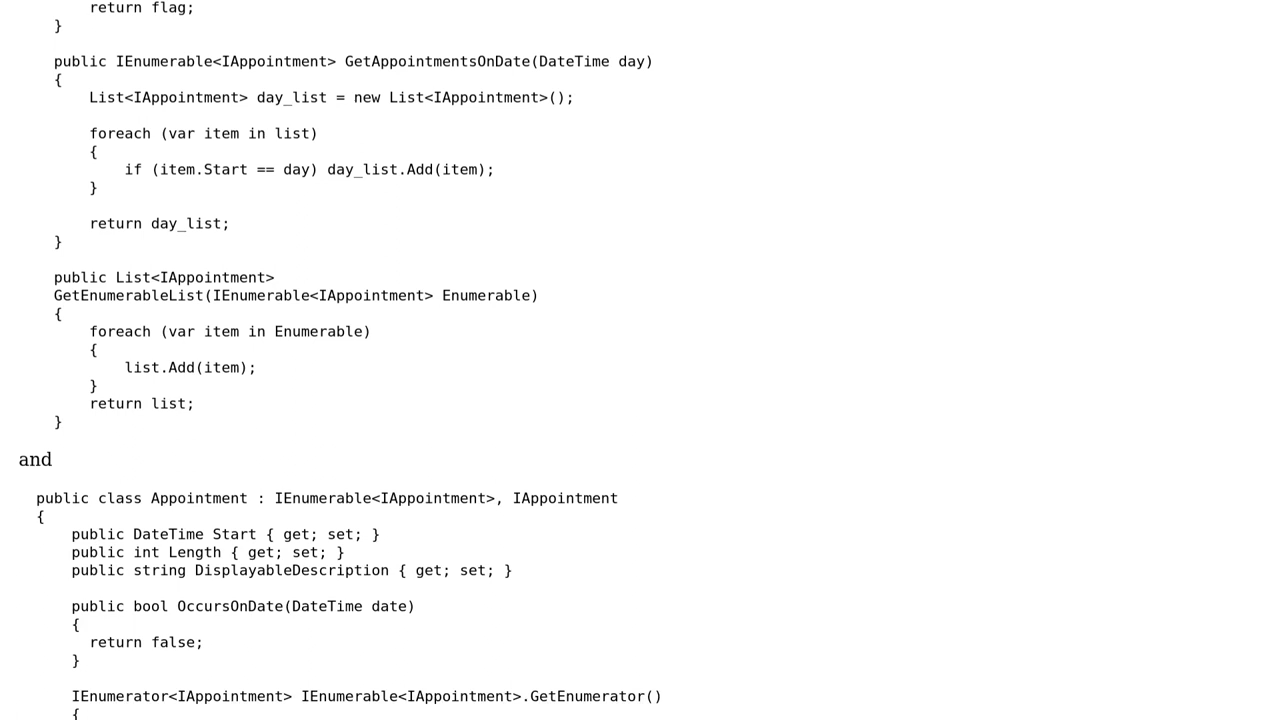 return flag;
}
public IEnumerable<IAppointment> GetAppointmentsOnDate(DateTime day)
{
List<IAppointment> day_list = new List<IAppointment>();
foreach (var item in list)
{
if (item.Start == day) day_list.Add(item);
}
return day_list;
}
public List<IAppointment>
GetEnumerableList(IEnumerable<IAppointment> Enumerable)
{
foreach (var item in Enumerable)
{
list.Add(item);
}
return list;
}
and
public class Appointment : IEnumerable<IAppointment>, IAppointment
{
public DateTime Start { get; set; }
public int Length { get; set; }
public string DisplayableDescription { get; set; }
public bool OccursOnDate(DateTime date)
{
return false;
}
IEnumerator<IAppointment> IEnumerable<IAppointment>.GetEnumerator()
{